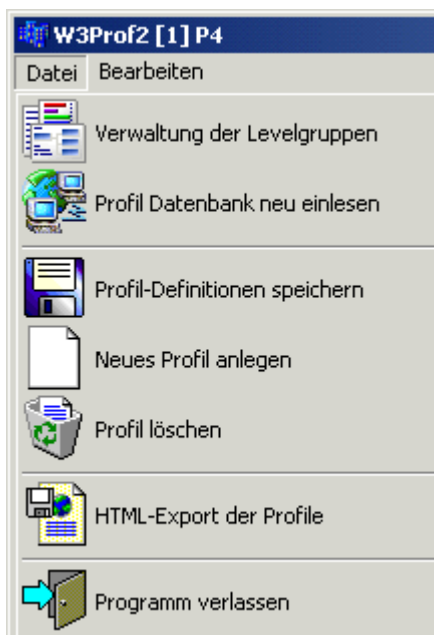 W3Prof2 [1] P4
Datei Bearbeiten
Verwaltung der Levelgruppen
Profil Datenbank neu einlesen
Profil-Definitionen speichern
Neues Profil anlegen
Profil löschen
HTML-Export der Profile
Programm verlassen